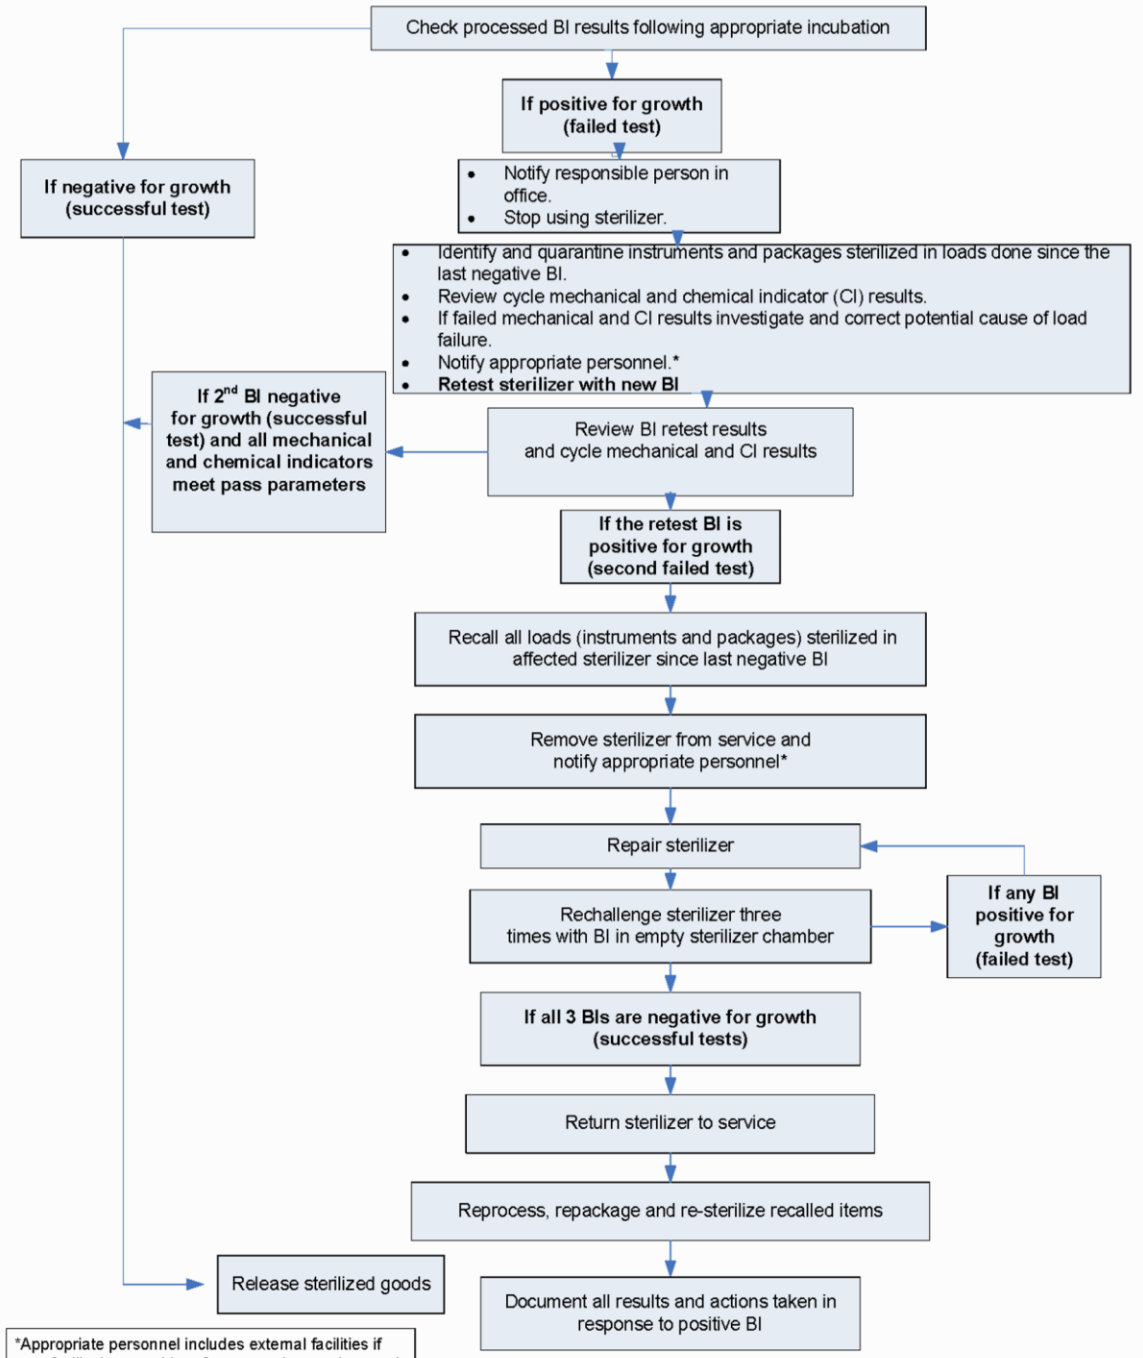 Check processed BI results following appropriate incubation
If positive for growth
(failed test)
If negative for growth
(successful test)
• Notify responsible person in
office.
• Stop using sterilizer.
• Identify and quarantine instruments and packages sterilized in loads done since the
last negative BI.
• Review cycle mechanical and chemical indicator (CI) results.
• If failed mechanical and CI results investigate and correct potential cause of load
failure.
• Notify appropriate personnel.*
• Retest sterilizer with new BI
If 2nd BI negative
for growth (successful
test) and all mechanical
and chemical indicators
meet pass parameters
Review BI retest results
and cycle mechanical and CI results
If the retest BI is
positive for growth
(second failed test)
Recall all loads (instruments and packages) sterilized in
affected sterilizer since last negative BI
Remove sterilizer from service and
notify appropriate personnel*
Repair sterilizer
Rechallenge sterilizer three
times with BI in empty sterilizer chamber
If any BI
positive for
growth
(failed test)
If all 3 BIs are negative for growth
(successful tests)
Return sterilizer to service
Reprocess, repackage and re-sterilize recalled items
Release sterilized goods
Document all results and actions taken in
response to positive BI
*Appropriate personnel includes external facilities if